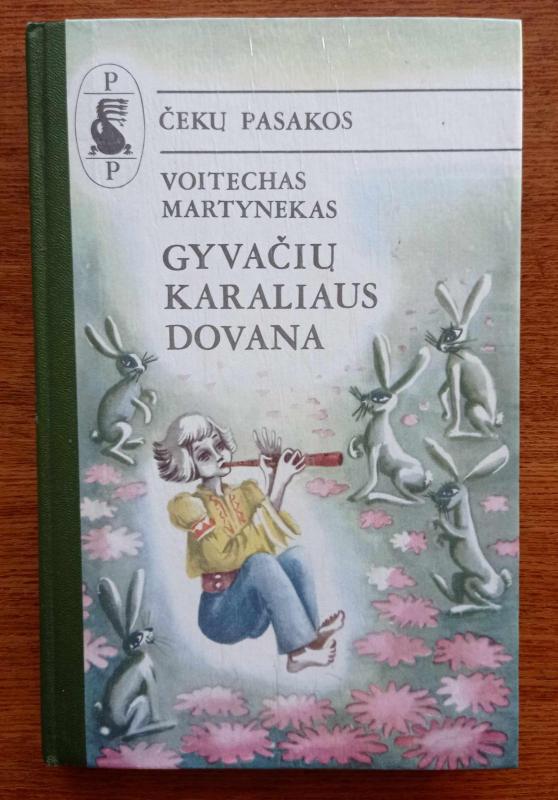 P
P
ČEKŲ PASAKOS
VOITECHAS
MARTYNEKAS
GYVAČIŲ
KARALIAUS
DOVANA